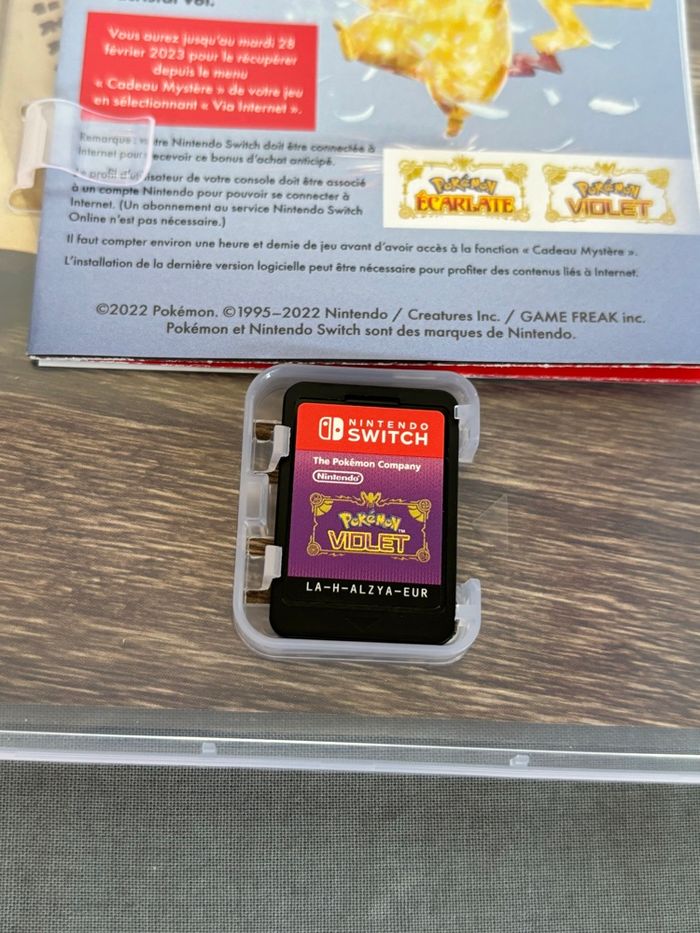 Vous aurez jusqu'au mardi 28
février 2023 pour le récupérer
depuis le menu
« Cadeau Mystère » de votre jeu
en sélectionnant « Via Internet ».
Remarque : votre Nintendo Switch doit être connectée à
Internet pour recevoir ce bonus d'achat anticipé.
Le profil d'utilisateur de votre console doit être associé
à un compte Nintendo pour pouvoir se connecter à
Internet. (Un abonnement au service Nintendo Switch
Online n'est pas nécessaire.)
POKÉMON
ÉCARLATE
POKÉMON
VIOLET
Il faut compter environ une heure et demie de jeu avant d'avoir accès à la fonction « Cadeau Mystère ».
L'installation de la dernière version logicielle peut être nécessaire pour profiter des contenus liés à Internet.
©2022 Pokémon. ©1995–2022 Nintendo / Creatures Inc. / GAME FREAK inc.
Pokémon et Nintendo Switch sont des marques de Nintendo.
NINTENDO
SWITCH
The Pokémon Company
Nintendo
POKÉMON
VIOLET
LA-H-ALZYA-EUR